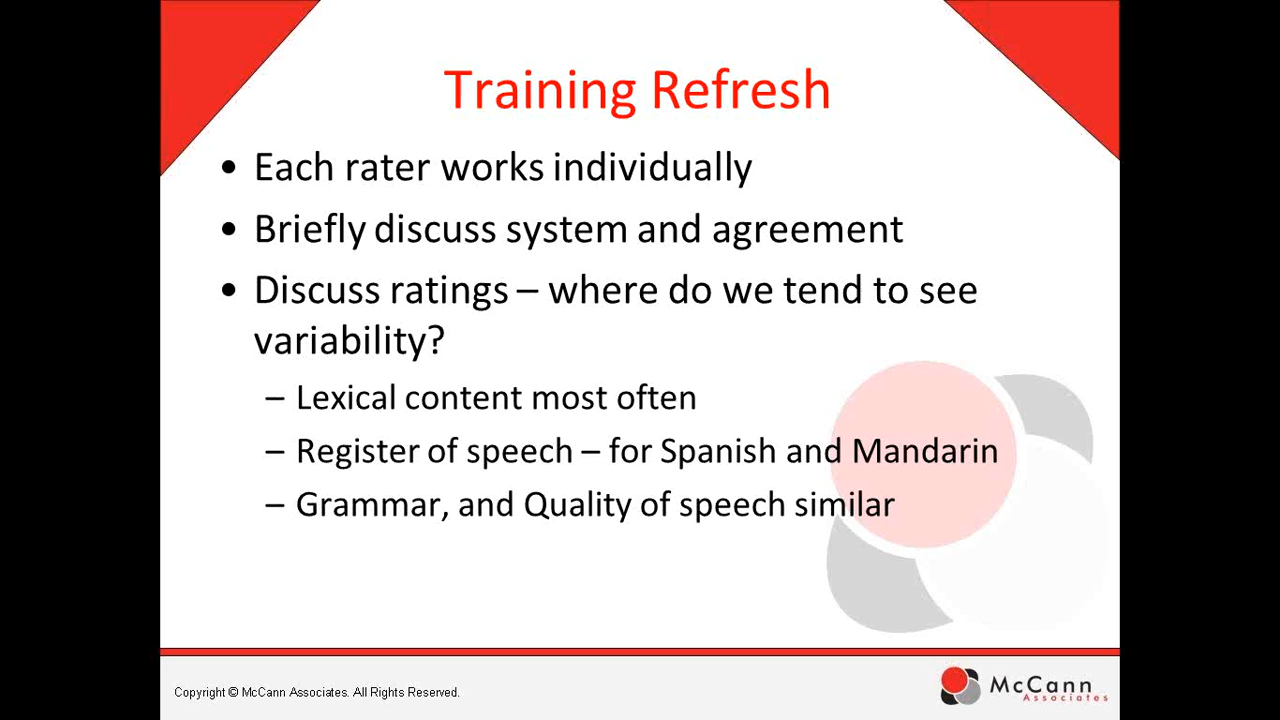 Training Refresh
• Each rater works individually
• Briefly discuss system and agreement
• Discuss ratings – where do we tend to see
variability?
– Lexical content most often
– Register of speech – for Spanish and Mandarin
– Grammar, and Quality of speech similar
Copyright © McCann Associates. All Rights Reserved.
McCann
Associates